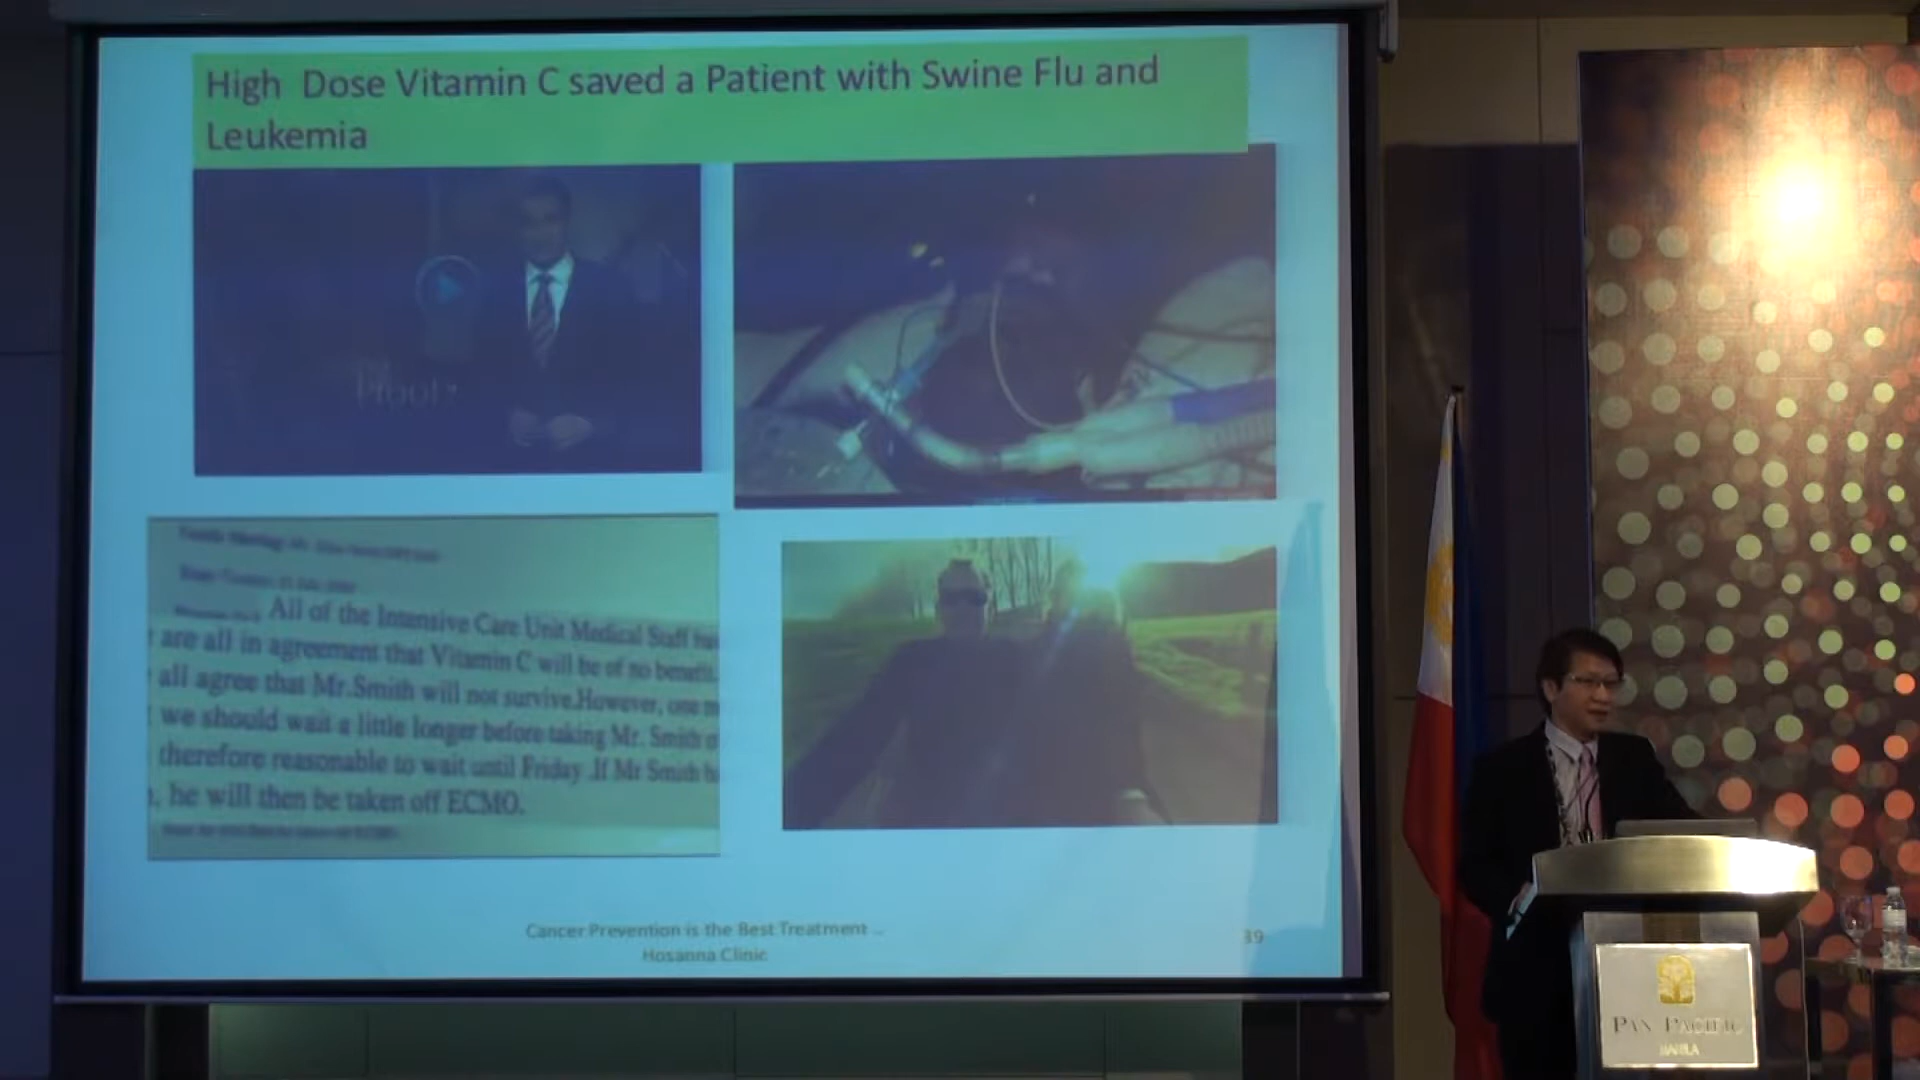 High Dose Vitamin C saved a Patient with Swine Flu and
Leukemia
All of the Intensive Care Unit Medical Staff
are all in agreement that Vitamin C will be of no benefit.
all agree that Mr.Smith will not survive.However, one
we should wait a little longer before taking Mr. Smith
therefore reasonable to wait until Friday .If Mr Smith
, he will then be taken off ECMO.
Cancer Prevention is the Best Treatment
Hosanna Clinic
39
PAN PACIFIC
MANILA